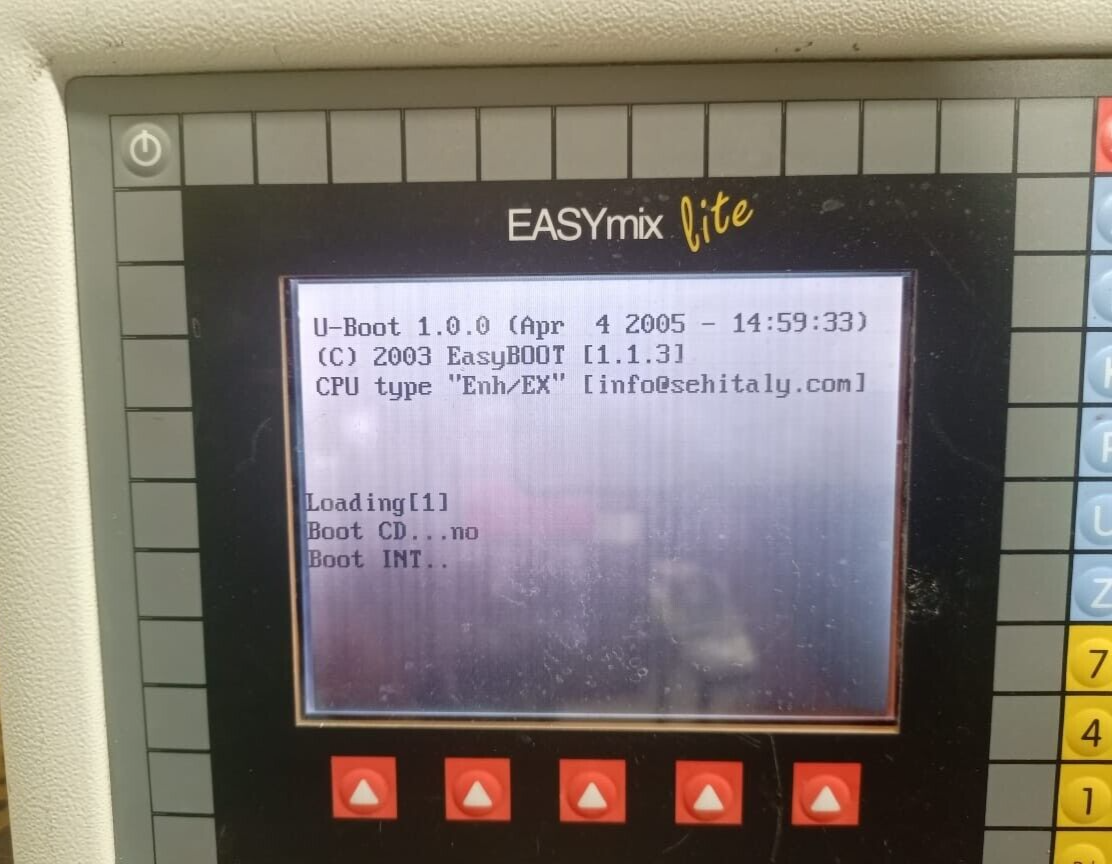 EASYmix lite
U-Boot 1.0.0 (Apr  4 2005 - 14:59:33)
(C) 2003 EasyBOOT [1.1.3]
CPU type "Enh/EX" [info@sehitaly.com]
Loading[1]
Boot CD...no
Boot INT..
U
Z
7
4
1